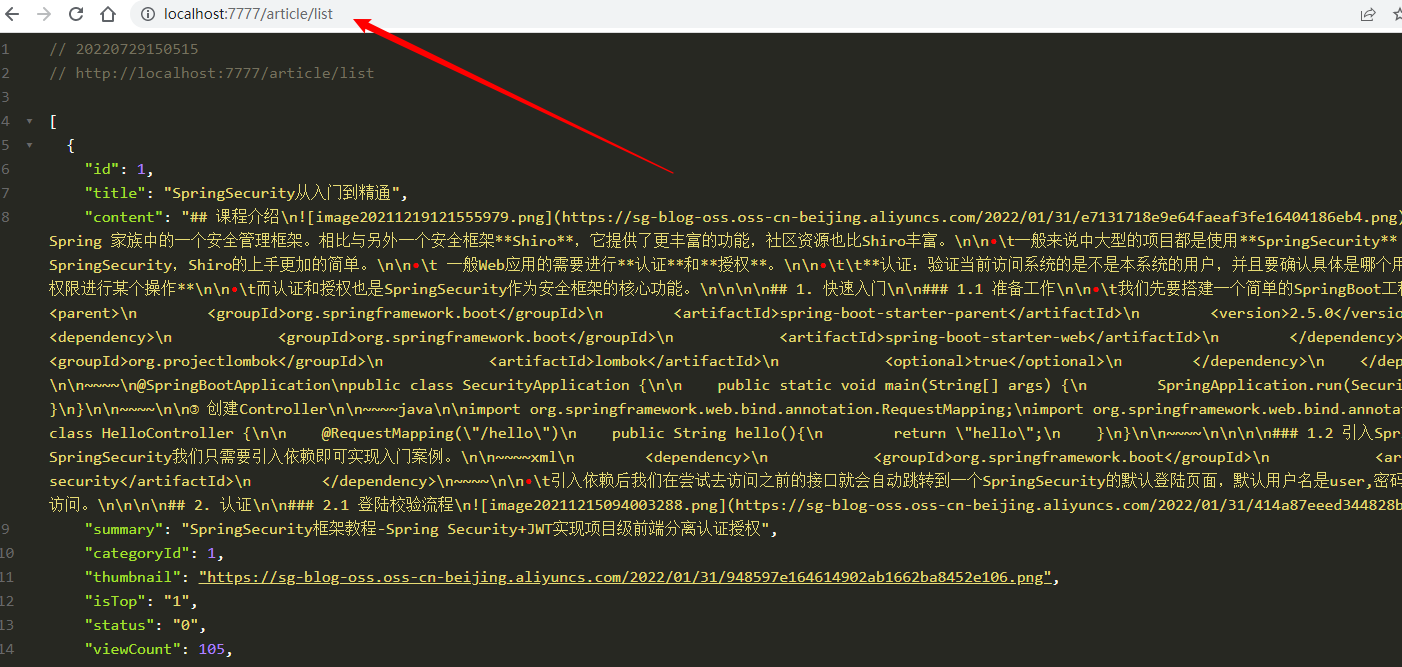 localhost:7777/article/list
1 // 20220729150515
2 // http://localhost:7777/article/list
3
4 [
5 {
6 "id": 1,
7 "title": "SpringSecurity从入门到精通",
8 "content": "## 课程介绍\n![image20211219121555979.png](https://sg-blog-oss.oss-cn-beijing.aliyuncs.com/2022/01/31/e7131718e9e64faeaf3fe16404186eb4.png)
Spring 家族中的一个安全管理框架。相比与另外一个安全框架**Shiro**，它提供了更丰富的功能，社区资源也比Shiro丰富。\n\n•\t一般来说中大型的项目都是使用**SpringSecurity**
SpringSecurity，Shiro的上手更加的简单。\n\n•\t 一般Web应用的需要进行**认证**和**授权**。\n\n•\t\t**认证：验证当前访问系统的是不是本系统的用户，并且要确认具体是哪个用
权限进行某个操作**\n\n•\t而认证和授权也是SpringSecurity作为安全框架的核心功能。\n\n\n\n## 1. 快速入门\n\n### 1.1 准备工作\n\n•\t我们先要搭建一个简单的SpringBoot工程
<parent>\n        <groupId>org.springframework.boot</groupId>\n        <artifactId>spring-boot-starter-parent</artifactId>\n        <version>2.5.0</versio
<dependency>\n            <groupId>org.springframework.boot</groupId>\n            <artifactId>spring-boot-starter-web</artifactId>\n        </dependency>
<groupId>org.projectlombok</groupId>\n            <artifactId>lombok</artifactId>\n            <optional>true</optional>\n        </dependency>\n    </dep
\n\n~~~~\n@SpringBootApplication\npublic class SecurityApplication {\n\n    public static void main(String[] args) {\n        SpringApplication.run(Securi
}\n}\n\n~~~~\n\n③ 创建Controller\n\n~~~~java\n\nimport org.springframework.web.bind.annotation.RequestMapping;\nimport org.springframework.web.bind.annota
class HelloController {\n\n    @RequestMapping(\"/hello\")\n    public String hello(){\n        return \"hello\";\n    }\n}\n\n~~~~\n\n\n\n### 1.2 引入Spr
SpringSecurity我们只需要引入依赖即可实现入门案例。\n\n~~~~xml\n        <dependency>\n            <groupId>org.springframework.boot</groupId>\n            <ar
security</artifactId>\n        </dependency>\n~~~~\n\n•\t引入依赖后我们在尝试去访问之前的接口就会自动跳转到一个SpringSecurity的默认登陆页面，默认用户名是user,密码
访问。\n\n\n\n## 2. 认证\n\n### 2.1 登陆校验流程\n![image20211215094003288.png](https://sg-blog-oss.oss-cn-beijing.aliyuncs.com/2022/01/31/414a87eeed344828b
9 "summary": "SpringSecurity框架教程-Spring Security+JWT实现项目级前端分离认证授权",
10 "categoryId": 1,
11 "thumbnail": "https://sg-blog-oss.oss-cn-beijing.aliyuncs.com/2022/01/31/948597e164614902ab1662ba8452e106.png",
12 "isTop": "1",
13 "status": "0",
14 "viewCount": 105,